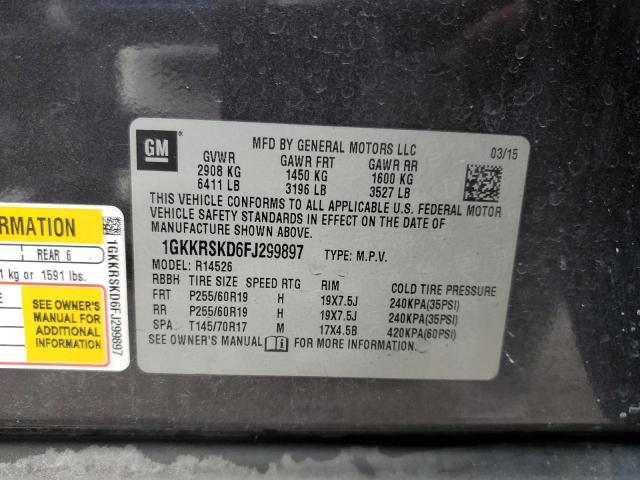 GM
MFD BY GENERAL MOTORS LLC 03/15
GVWR GAWR FRT GAWR RR
2908 KG 1450 KG 1600 KG
6411 LB 3196 LB 3527 LB
THIS VEHICLE CONFORMS TO ALL APPLICABLE U.S. FEDERAL MOTOR
VEHICLE SAFETY STANDARDS IN EFFECT ON THE DATE OF
MANUFACTURE SHOWN ABOVE.
1GKKRSKD6FJ299897 TYPE: M.P.V.
MODEL: R14526
RBBH TIRE SIZE SPEED RTG RIM COLD TIRE PRESSURE
FRT P255/60R19 H 19X7.5J 240KPA(35PSI)
RR P255/60R19 H 19X7.5J 240KPA(35PSI)
SPA T145/70R17 M 17X4.5B 420KPA(60PSI)
SEE OWNER'S MANUAL FOR MORE INFORMATION.
ORMATION
REAR 6
1 kg or 1591 lbs.
SEE OWNER'S
MANUAL FOR
ADDITIONAL
INFORMATION
1GKKRSKD6FJ299897